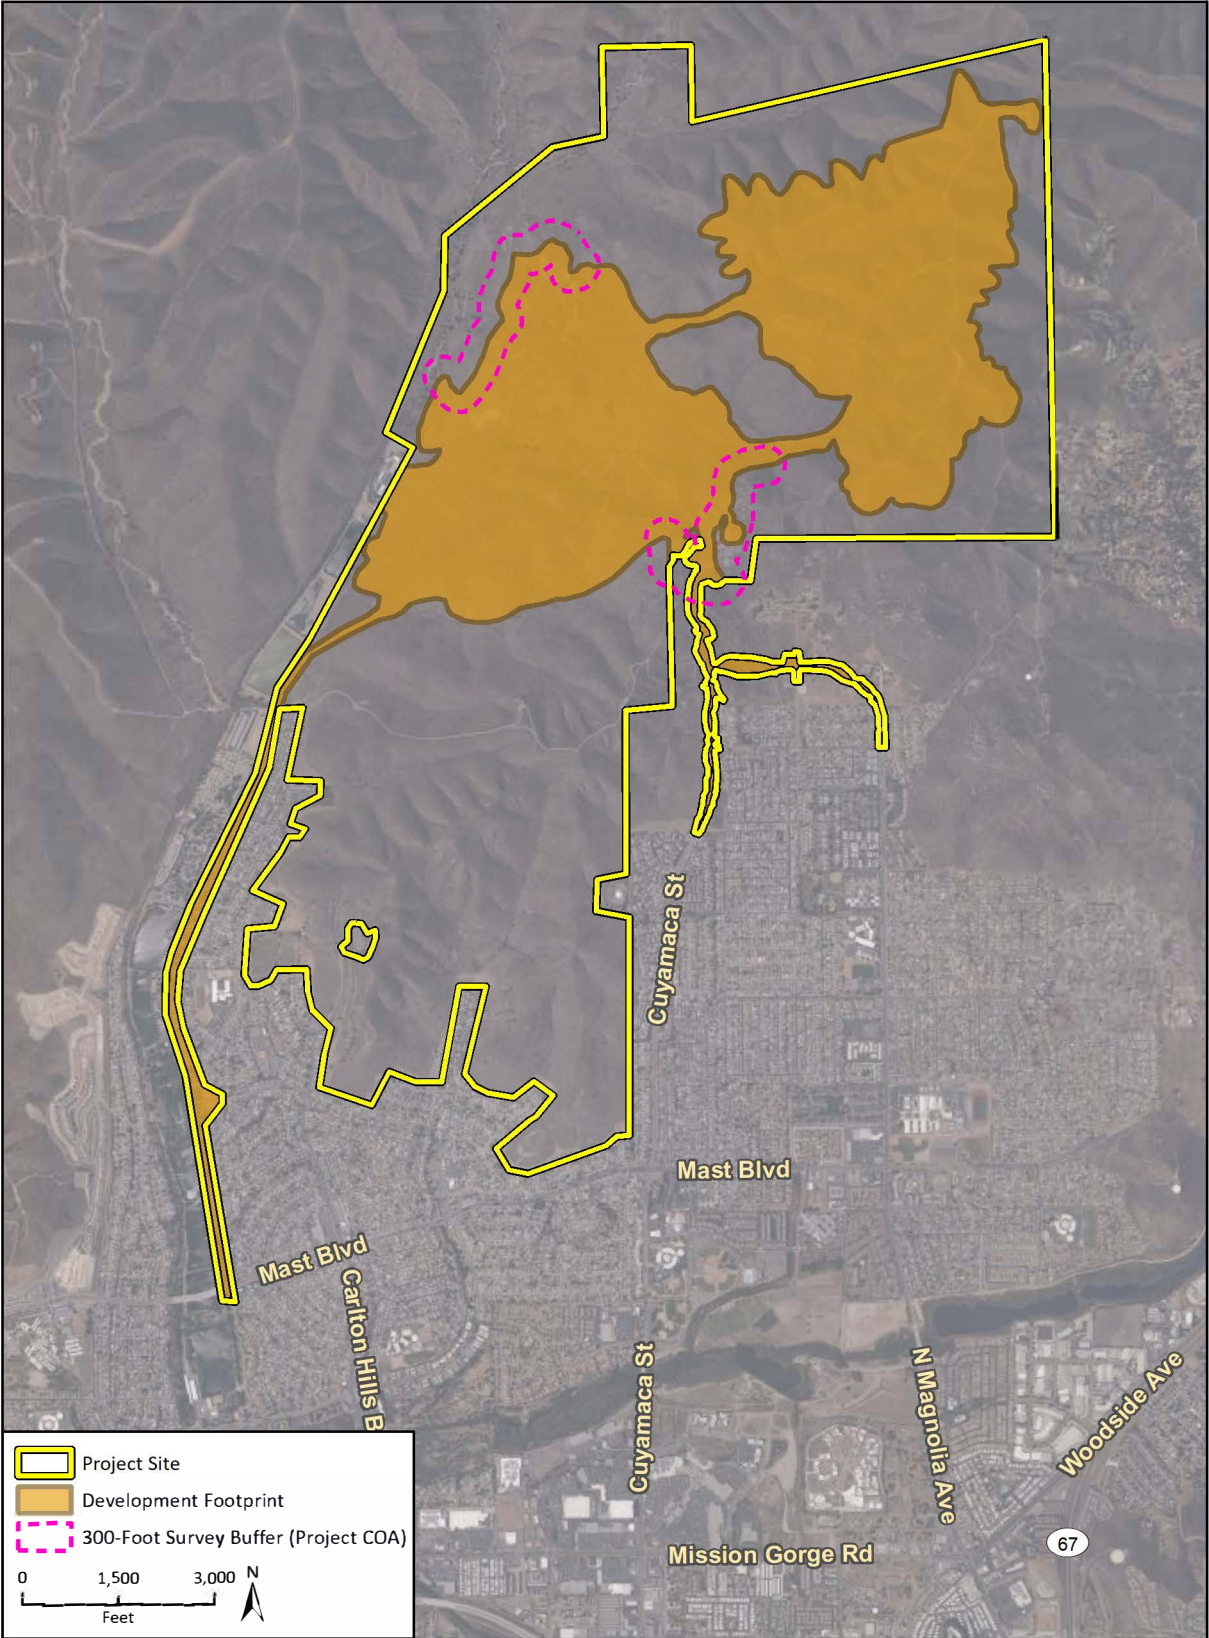 Cuyamaca St
Mast Blvd
Mast Blvd
Carlton Hills B
Cuyamaca St
N Magnolia Ave
Woodside Ave
Mission Gorge Rd
67
Project Site
Development Footprint
300-Foot Survey Buffer (Project COA)
0 1,500 3,000 N
Feet